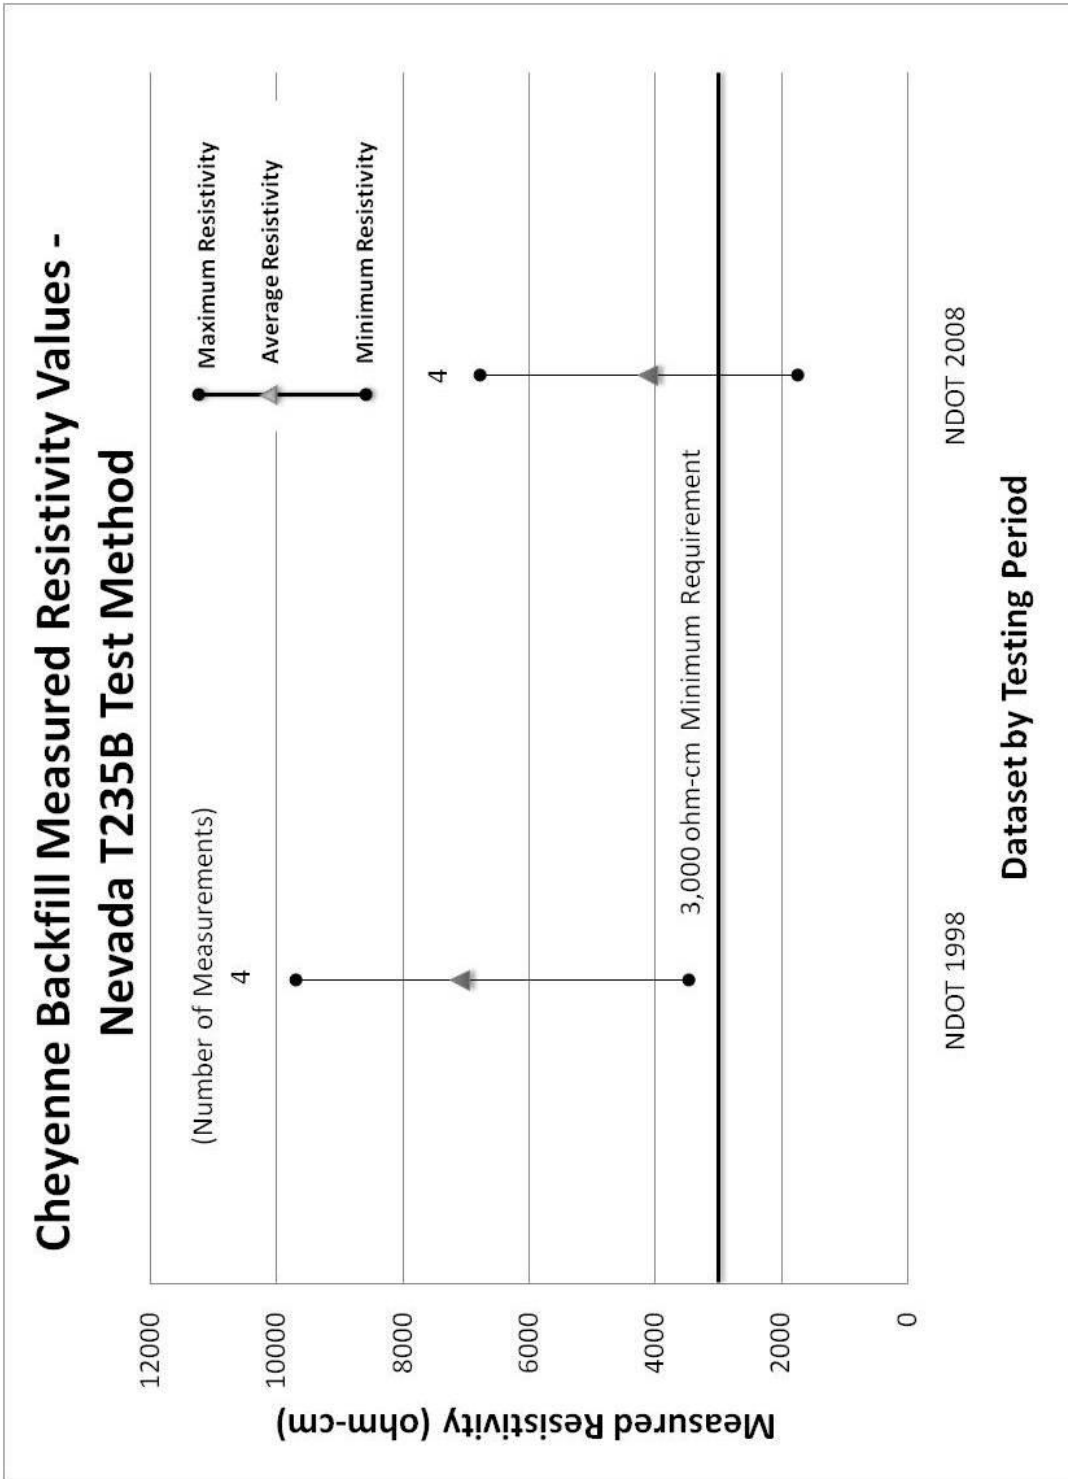 Cheyenne Backfill Measured Resistivity Values -
Nevada T235B Test Method
Measured Resistivity (ohm-cm)
12000
10000
8000
6000
4000
2000
0
(Number of Measurements)
4
4
Maximum Resistivity
Average Resistivity
Minimum Resistivity
3,000 ohm-cm Minimum Requirement
NDOT 1998
NDOT 2008
Dataset by Testing Period